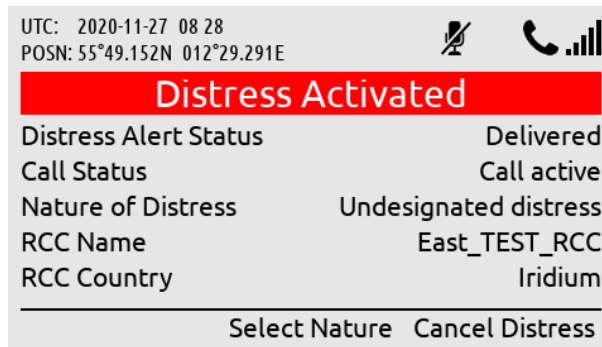 UTC: 2020-11-27 08 28
POSN: 55°49.152N 012°29.291E
Distress Activated
Distress Alert Status Delivered
Call Status Call active
Nature of Distress Undesignated distress
RCC Name East_TEST_RCC
RCC Country Iridium
Select Nature Cancel Distress